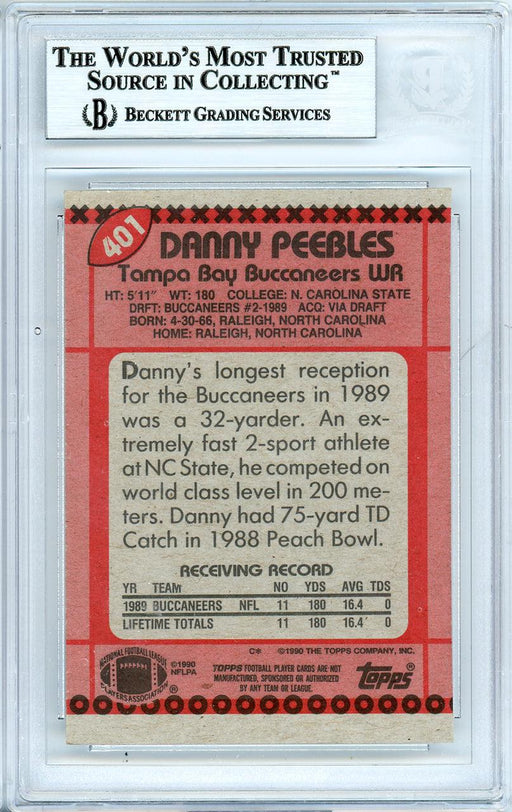 THE WORLD'S MOST TRUSTED
SOURCE IN COLLECTING™
B BECKETT GRADING SERVICES
401
DANNY PEEBLES
Tampa Bay Buccaneers WR
HT: 5'11" WT: 180 COLLEGE: N. CAROLINA STATE
DRFT: BUCCANEERS #2-1989 ACQ: VIA DRAFT
BORN: 4-30-66, RALEIGH, NORTH CAROLINA
HOME: RALEIGH, NORTH CAROLINA
Danny's longest reception
for the Buccaneers in 1989
was a 32-yarder. An ex-
tremely fast 2-sport athlete
at NC State, he competed on
world class level in 200 me-
ters. Danny had 75-yard TD
Catch in 1988 Peach Bowl.
RECEIVING RECORD
YR TEAM NO YDS AVG TDS
1989 BUCCANEERS NFL 11 180 16.4 0
LIFETIME TOTALS 11 180 16.4 0
C* ©1990 THE TOPPS COMPANY, INC.
NATIONAL FOOTBALL LEAGUE
PLAYERS ASSOCIATION
®
©1990
NFLPA
TOPPS FOOTBALL PLAYER CARDS ARE NOT
MANUFACTURED, SPONSORED OR AUTHORIZED
BY ANY TEAM OR LEAGUE.
Topps®